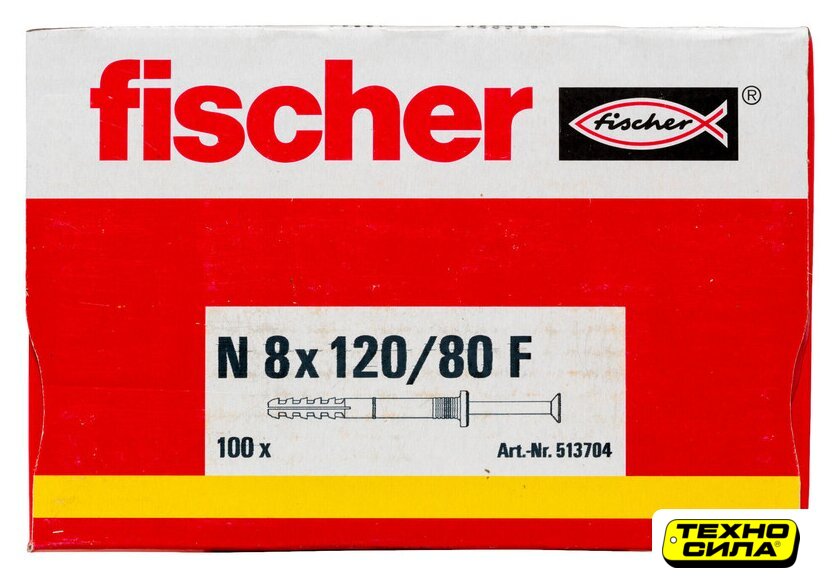 fischer
fischer ®
N 8 x 120/80 F
100 x
Art.-Nr. 513704
ТЕХНО
СИЛА®